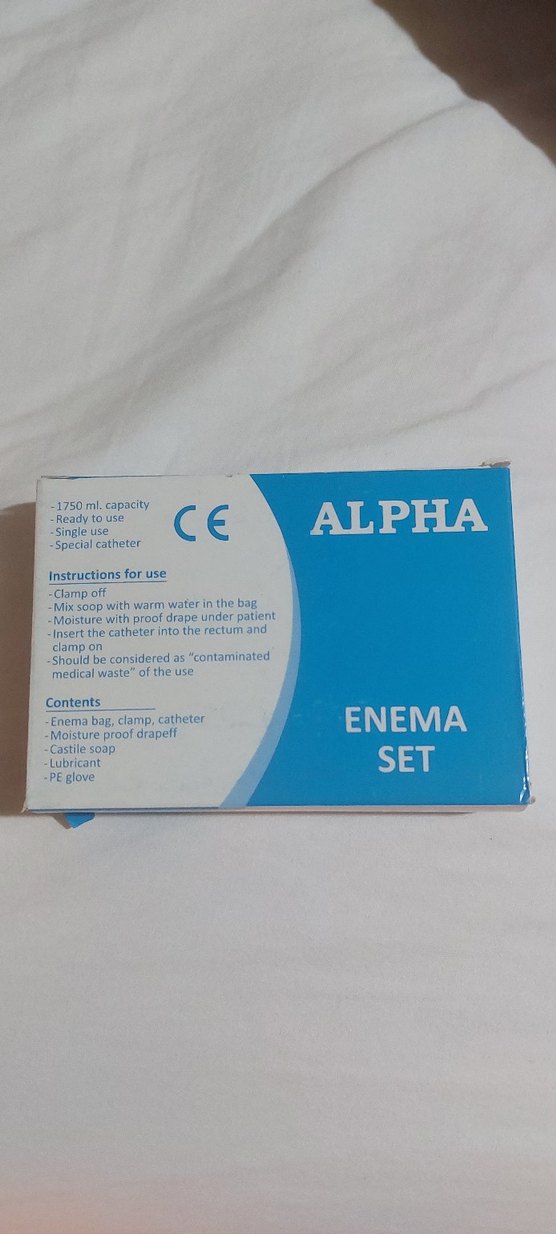 - 1750 ml. capacity
- Ready to use
- Single use
- Special catheter
CE
Instructions for use
- Clamp off
- Mix soop with warm water in the bag
- Moisture with proof drape under patient
- Insert the catheter into the rectum and
clamp on
- Should be considered as “contaminated
medical waste” of the use
Contents
- Enema bag, clamp, catheter
- Moisture proof drapeff
- Castile soap
- Lubricant
- PE glove
ALPHA
ENEMA
SET